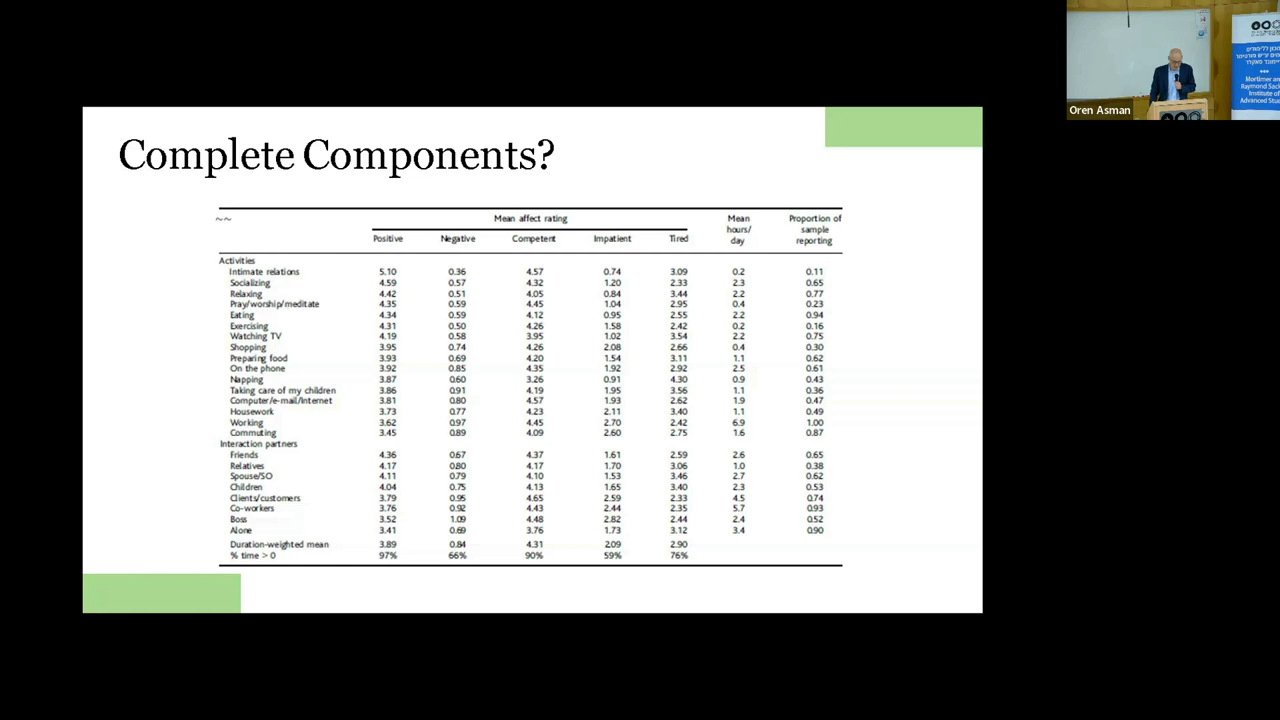 Complete Components?
~~ Mean affect rating Mean hours/ day Proportion of sample reporting
Positive Negative Competent Impatient Tired
Activities
Intimate relations 5.10 0.36 4.57 0.74 3.09 0.2 0.11
Socializing 4.59 0.57 4.32 1.20 2.33 2.3 0.65
Relaxing 4.42 0.51 4.05 0.84 3.44 2.2 0.77
Pray/worship/meditate 4.35 0.59 4.45 1.04 2.95 0.4 0.23
Eating 4.34 0.59 4.12 0.95 2.55 2.2 0.94
Exercising 4.31 0.50 4.26 1.58 2.42 0.2 0.16
Watching TV 4.19 0.58 3.95 1.02 3.54 2.2 0.75
Shopping 3.95 0.74 4.26 2.08 2.66 0.4 0.30
Preparing food 3.93 0.69 4.20 1.54 3.11 1.1 0.62
On the phone 3.92 0.85 4.35 1.92 2.92 2.5 0.61
Napping 3.87 0.60 3.26 0.91 4.30 0.9 0.43
Taking care of my children 3.86 0.91 4.19 1.95 3.56 1.1 0.36
Computer/e-mail/Internet 3.81 0.80 4.57 1.93 2.62 1.9 0.47
Housework 3.73 0.77 4.23 2.11 3.40 1.1 0.49
Working 3.62 0.97 4.45 2.70 2.42 6.9 1.00
Commuting 3.45 0.89 4.09 2.60 2.75 1.6 0.87
Interaction partners
Friends 4.36 0.67 4.37 1.61 2.59 2.6 0.65
Relatives 4.17 0.80 4.17 1.70 3.06 1.0 0.38
Spouse/SO 4.11 0.79 4.10 1.53 3.46 2.7 0.62
Children 4.04 0.75 4.13 1.65 3.40 2.3 0.53
Clients/customers 3.79 0.95 4.65 2.59 2.33 4.5 0.74
Co-workers 3.76 0.92 4.43 2.44 2.35 5.7 0.93
Boss 3.52 1.09 4.48 2.82 2.44 2.4 0.52
Alone 3.41 0.69 3.76 1.73 3.12 3.4 0.90
Duration-weighted mean 3.89 0.84 4.31 2.09 2.90
% time > 0 97% 66% 90% 59% 76%
Oren Asman
Mortimer an
Raymond Sac
Institute of
Advanced Stu